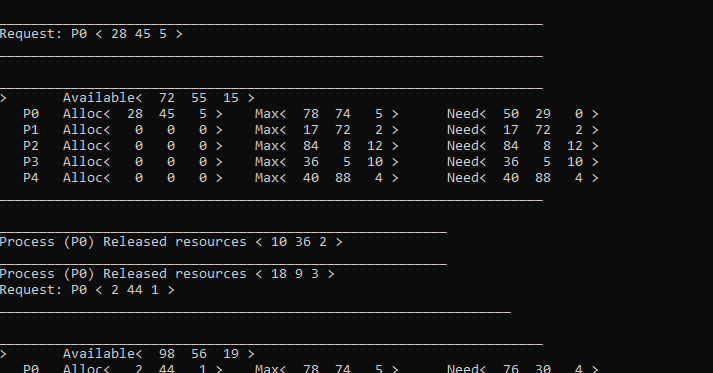 Request: P0 < 28 45 5 >
>       Available<  72  55  15 >
   P0   Alloc<  28  45   5 >    Max<  78  74   5 >      Need<  50  29   0 >
   P1   Alloc<   0   0   0 >    Max<  17  72   2 >      Need<  17  72   2 >
   P2   Alloc<   0   0   0 >    Max<  84   8  12 >      Need<  84   8  12 >
   P3   Alloc<   0   0   0 >    Max<  36   5  10 >      Need<  36   5  10 >
   P4   Alloc<   0   0   0 >    Max<  40  88   4 >      Need<  40  88   4 >
Process (P0) Released resources < 10 36 2 >
Process (P0) Released resources < 18 9 3 >
Request: P0 < 2 44 1 >
>       Available<  98  56  19 >
   P0   Alloc<   2  44   1 >    Max<  78  74   5 >      Need<  76  30   4 >